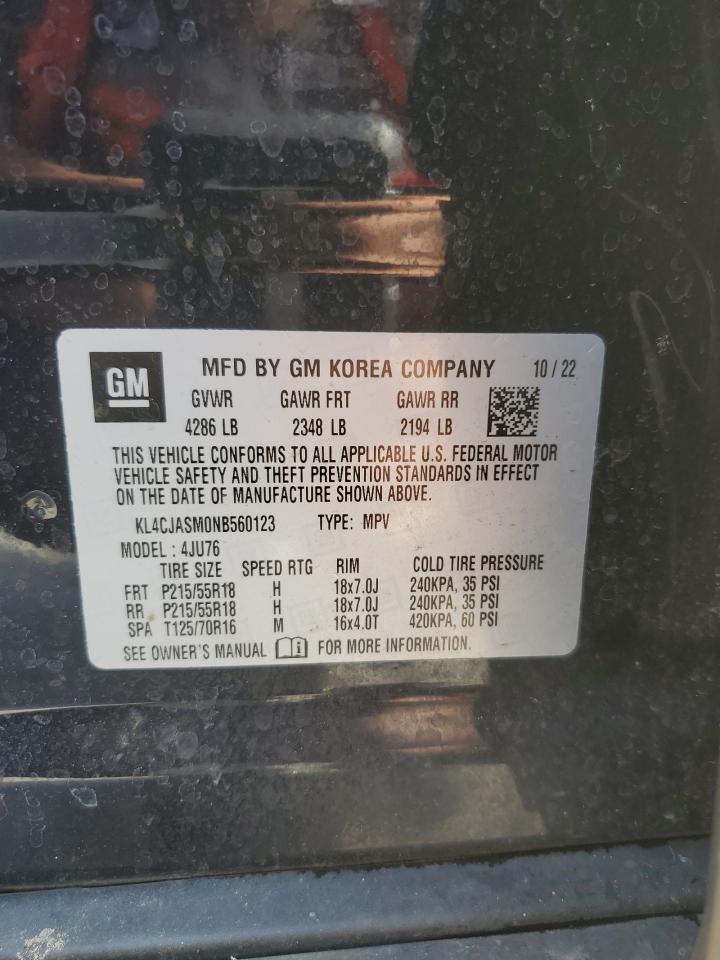 GM MFD BY GM KOREA COMPANY 10 / 22
GVWR GAWR FRT GAWR RR
4286 LB 2348 LB 2194 LB
THIS VEHICLE CONFORMS TO ALL APPLICABLE U.S. FEDERAL MOTOR
VEHICLE SAFETY AND THEFT PREVENTION STANDARDS IN EFFECT
ON THE DATE OF MANUFACTURE SHOWN ABOVE.
KL4CJASM0NB560123 TYPE: MPV
MODEL : 4JU76
TIRE SIZE SPEED RTG RIM COLD TIRE PRESSURE
FRT P215/55R18 H 18x7.0J 240KPA, 35 PSI
RR P215/55R18 H 18x7.0J 240KPA, 35 PSI
SPA T125/70R16 M 16x4.0T 420KPA, 60 PSI
SEE OWNER'S MANUAL i FOR MORE INFORMATION.